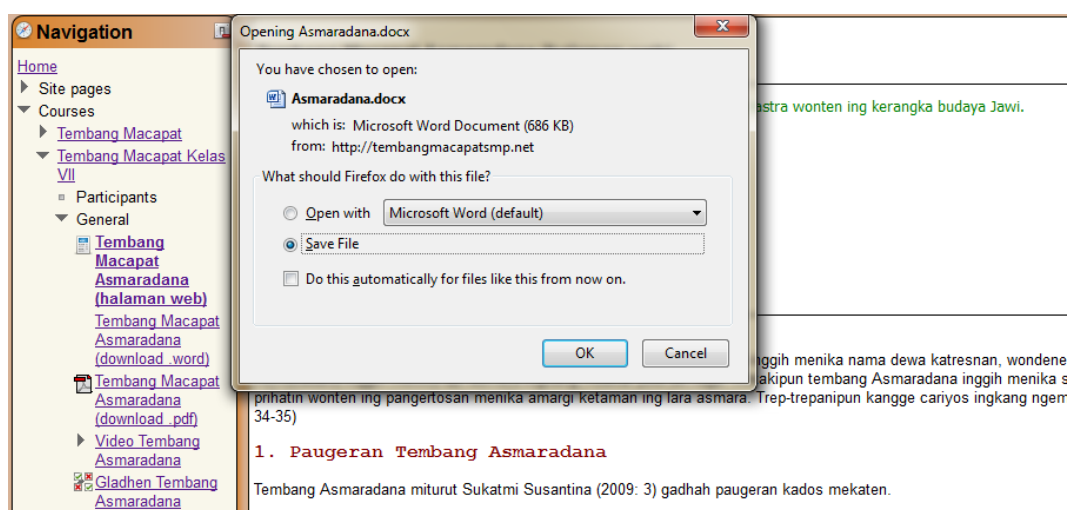 Navigation
Home
Site pages
Courses
Tembang Macapat
Tembang Macapat Kelas
VII
Participants
General
Tembang
Macapat
Asmaradana
(halaman web)
Tembang Macapat
Asmaradana
(download .word)
Tembang Macapat
Asmaradana
(download .pdf)
Video Tembang
Asmaradana
Gladhen Tembang
Asmaradana
Opening Asmaradana.docx
You have chosen to open:
Asmaradana.docx
which is: Microsoft Word Document (686 KB)
from: http://tembangmacapatsmp.net
What should Firefox do with this file?
Open with Microsoft Word (default)
Save File
Do this automatically for files like this from now on.
OK Cancel
wonten ing kerangka budaya Jawi.
menika nama dewa katresnan,
tembang Asmaradana inggih menika
prihatin wonten ing pangertosan menika amargi ketaman ing lara asmara. Trep-trepanipun kangge cariyos ingkang
34-35)
1. Paugeran Tembang Asmaradana
Tembang Asmaradana miturut Sukatmi Susantina (2009: 3) gadhah paugeran kados mekaten.